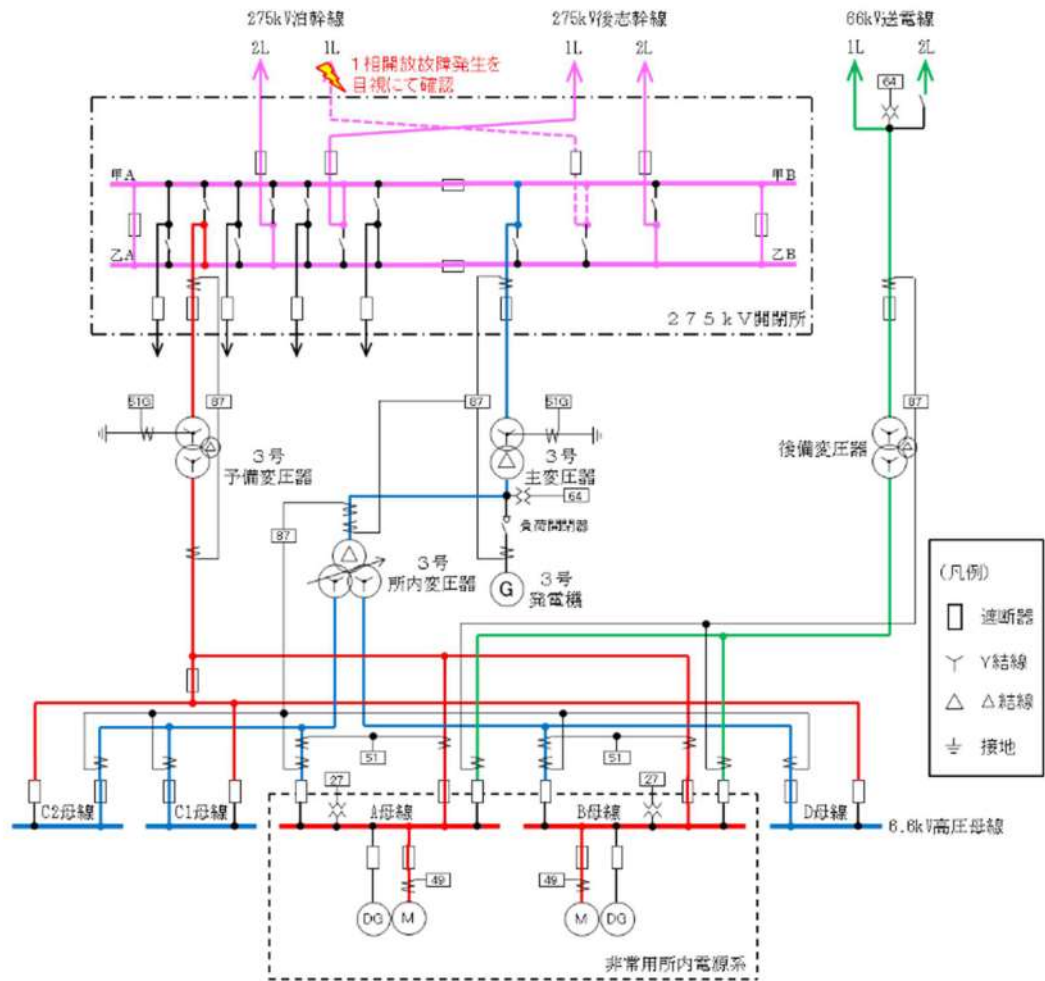 275kV泊幹線
275kV後志幹線
66kV送電線
2L
1L
1L
2L
1L
2L
1相開放故障発生を
目視にて確認
64
甲A
甲B
乙A
乙B
275kV開閉所
51G
87
87
51G
87
3号
予備変圧器
3号
主変圧器
後備変圧器
64
負荷開閉器
87
3号
所内変圧器
G
3号
発電機
(凡例)
遮断器
Y結線
△結線
接地
51
51
27
27
C2母線
C1母線
A母線
B母線
D母線
6.6kV高圧母線
49
49
DG
M
M
DG
非常用所内電源系